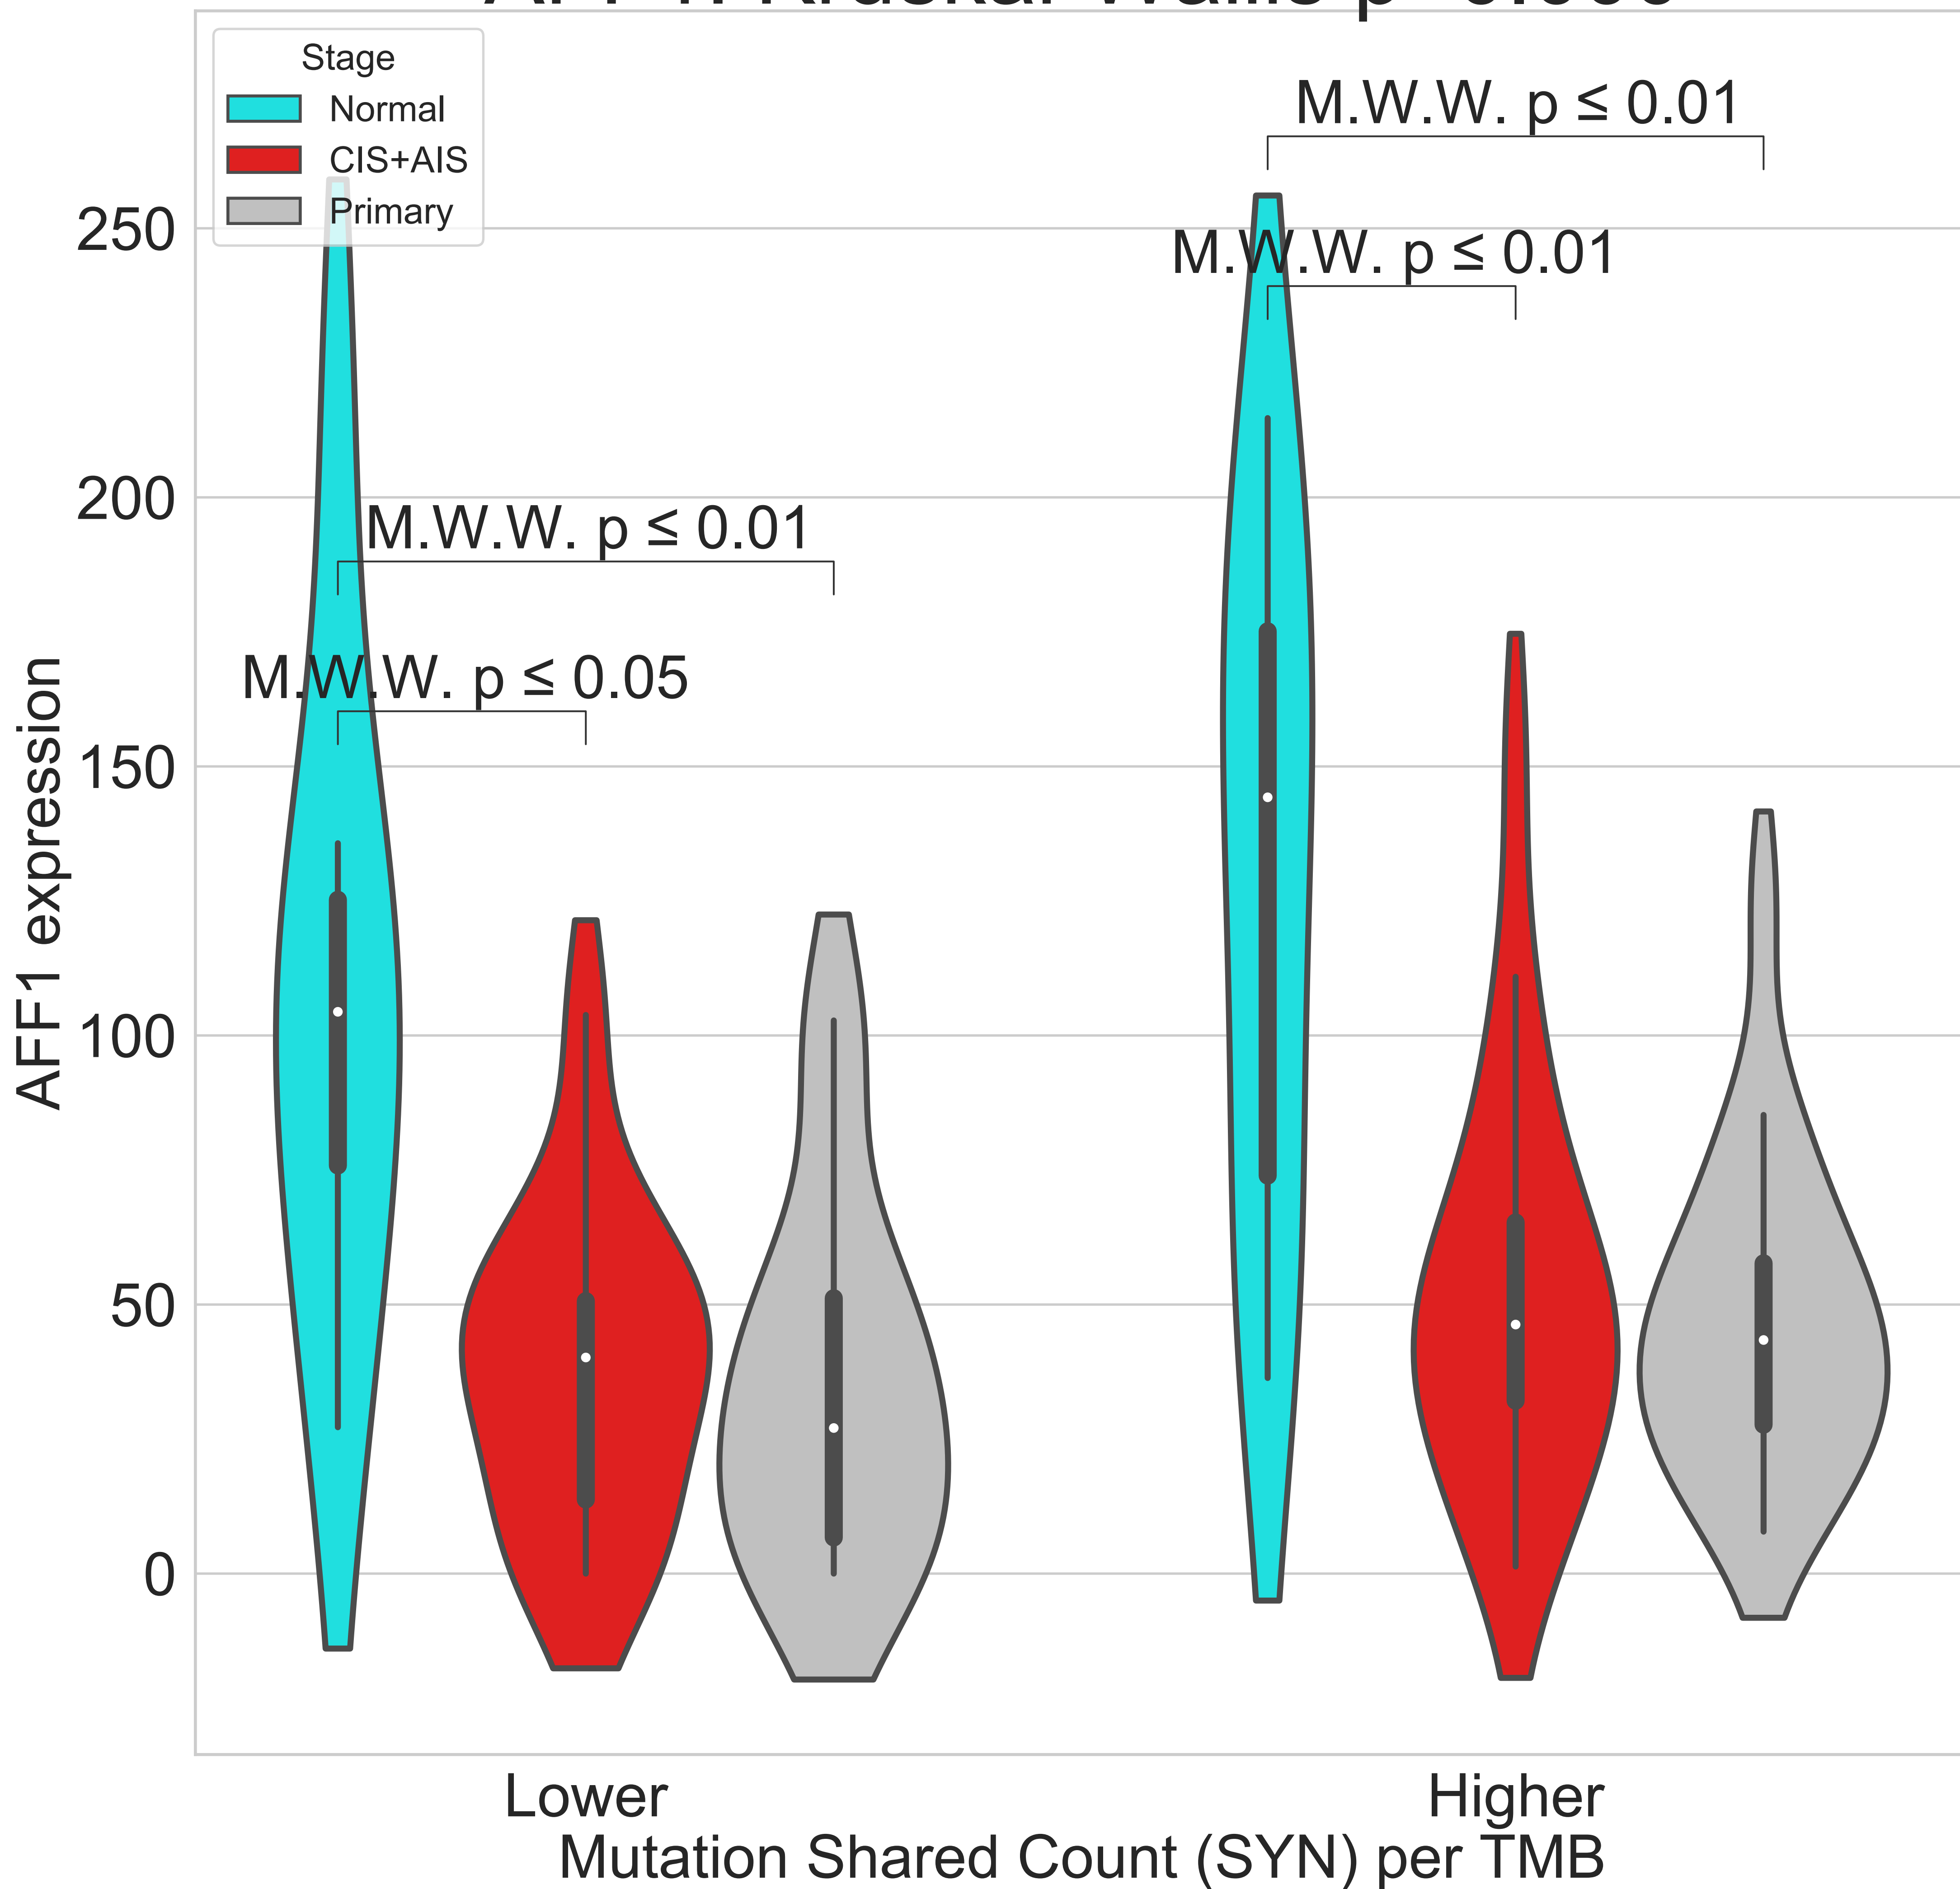 Stage
Normal
CIS+AIS
Primary
M.W.W. p ≤ 0.01
M.W.W. p ≤ 0.01
M.W.W. p ≤ 0.01
M.W.W. p ≤ 0.05
250
200
150
100
50
0
AFF1 expression
Lower
Higher
Mutation Shared Count (SYN) per TMB